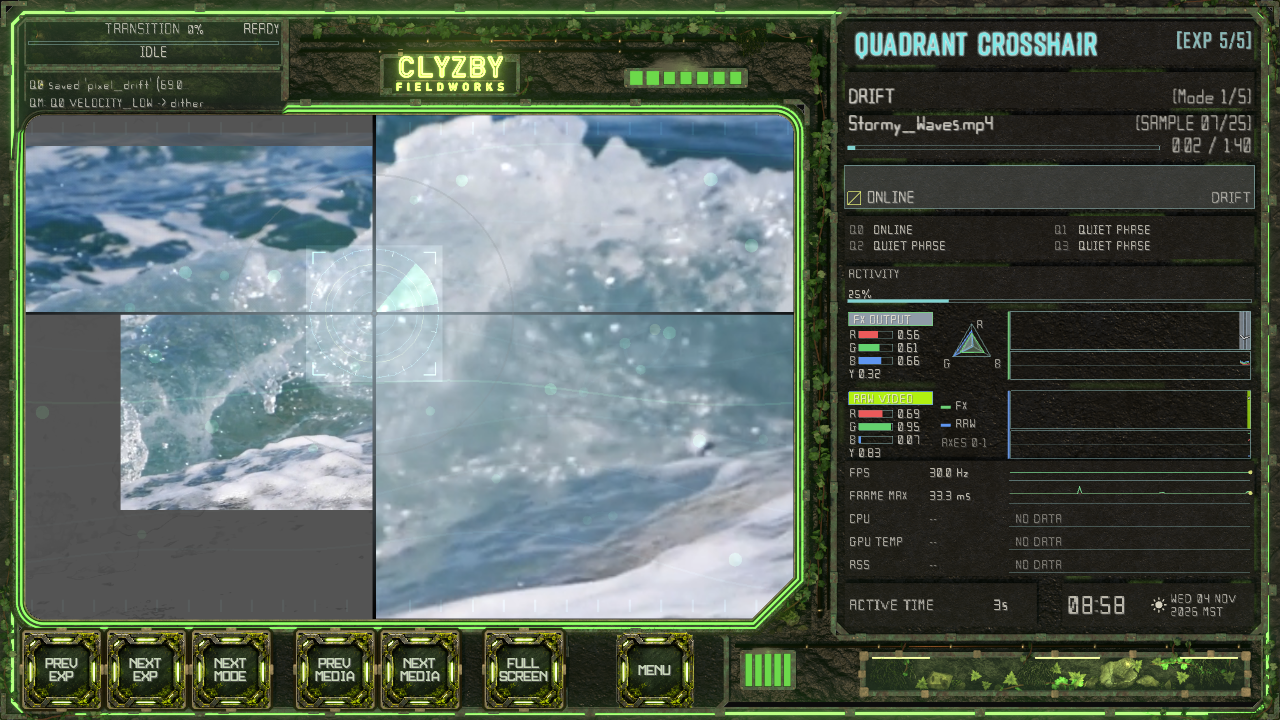 TRANSITION 0% READY
IDLE
Q0 Saved 'pixel_drift' (690
QM Q0 VELOCITY_LOW -> dither
CLYZBY
FIELDWORKS
QUADRANT CROSSHAIR [EXP 5/5]
DRIFT (Mode 1/5)
Stormy_Waves.mp4 (SAMPLE 07/25)
0:02 / 1:40
ONLINE DRIFT
Q0 ONLINE Q1 QUIET PHASE
Q2 QUIET PHASE Q3 QUIET PHASE
ACTIVITY
25%
FX OUTPUT
R 0.56
G 0.61
B 0.66
Y 0.32
R
G B
RAW VIDEO
R 0.69
G 0.95
B 0.07
Y 0.83
FX
RAW
AXES 0-1
FPS 30.0 Hz
FRAME MAX 33.3 mS
CPU -- NO DATA
GPU TEMP -- NO DATA
RSS -- NO DATA
ACTIVE TIME 3s
08:58
WED 04 NOV
2026 MST
PREV EXP
NEXT EXP
NEXT MODE
PREV MEDIA
NEXT MEDIA
FULL SCREEN
MENU